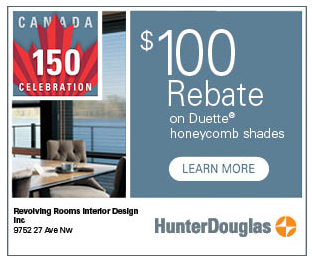 CANADA
150
CELEBRATION
$100
Rebate
on Duette®
honeycomb shades
LEARN MORE
Revolving Rooms Interior Design
Inc
9752 27 Ave Nw
HunterDouglas